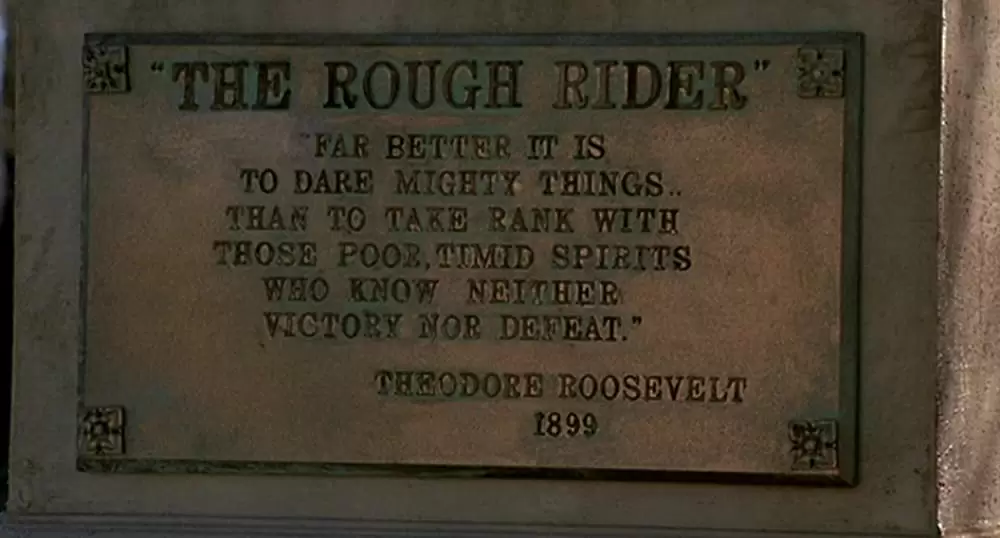 "THE ROUGH RIDER"
"FAR BETTER IT IS
TO DARE MIGHTY THINGS..
THAN TO TAKE RANK WITH
THOSE POOR, TIMID SPIRITS
WHO KNOW NEITHER
VICTORY NOR DEFEAT."
THEODORE ROOSEVELT
1899